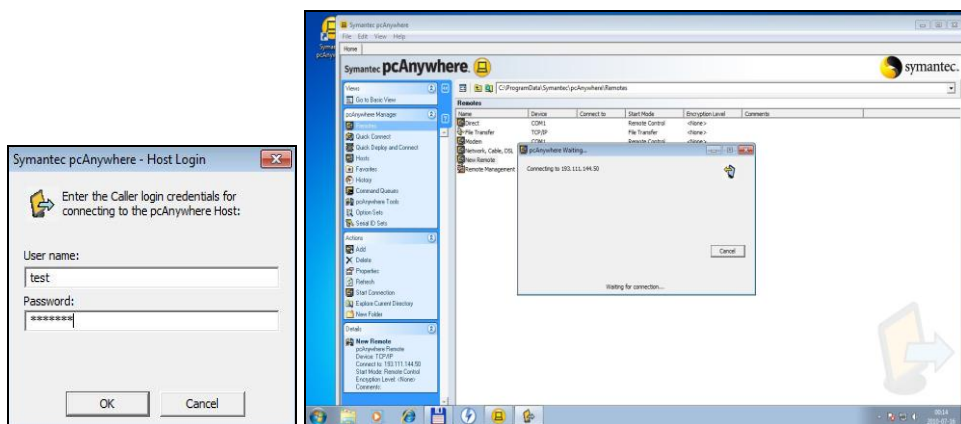 Symantec pcAnywhere - Host Login
Enter the Caller login credentials for
connecting to the pcAnywhere Host:
User name:
test
Password:
*******
OK
Cancel
Symantec pcAnywhere
File Edit View Help
Home
Symantec pcAnywhere.
symantec.
Views
Go to Basic View
C:\ProgramData\Symantec\pcAnywhere\Remotes
Remotes
Name Device Connect to Start Mode Encryption Level Comments
Direct COM1 Remote Control <None>
File Transfer TCP/IP File Transfer <None>
Modem COM1 Remote Control <None>
Network, Cable, DSL
New Remote
Remote Management
pcAnywhere Manager
Remotes
Quick Connect
Quick Deploy and Connect
Hosts
Favorites
History
Command Queues
pcAnywhere Tools
Option Sets
Serial ID Sets
pcAnywhere Waiting...
Connecting to 193.111.144.50
Cancel
Waiting for connection...
Actions
Add
Delete
Properties
Refresh
Start Connection
Explore Current Directory
New Folder
Details
New Remote
pcAnywhere Remote
Device: TCP/IP
Connect to: 193.111.144.50
Start Mode: Remote Control
Encryption Level: <None>
Comments:
00:14